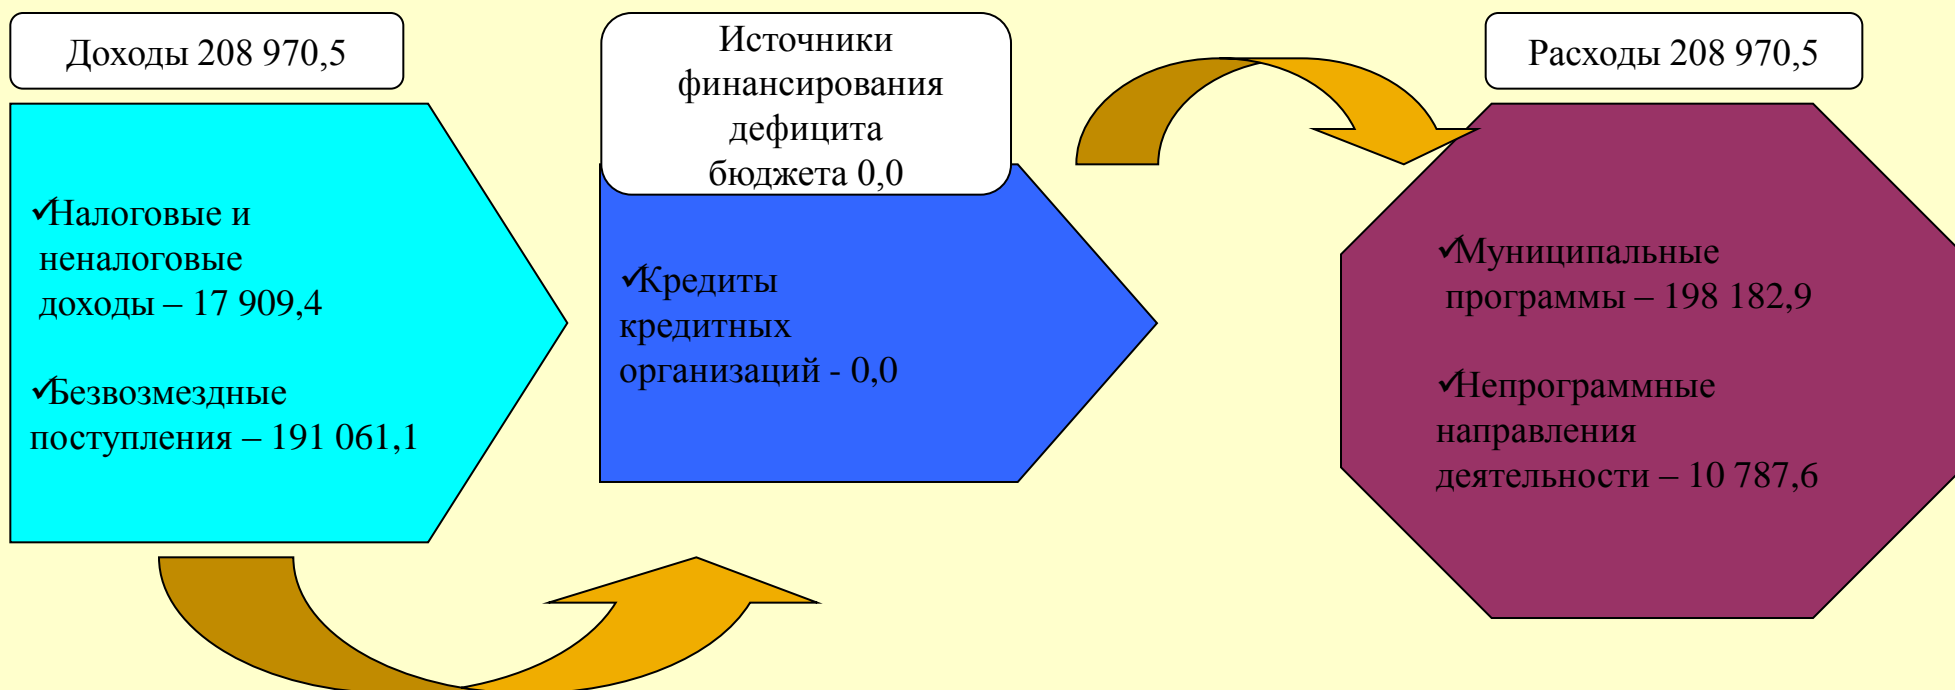 Доходы 208 970,5
✓Налоговые и
неналоговые
доходы – 17 909,4
✓Безвозмездные
поступления – 191 061,1
Источники
финансирования
дефицита
бюджета 0,0
✓Кредиты
кредитных
организаций - 0,0
Расходы 208 970,5
✓Муниципальные
программы – 198 182,9
✓Непрограммные
направления
деятельности – 10 787,6